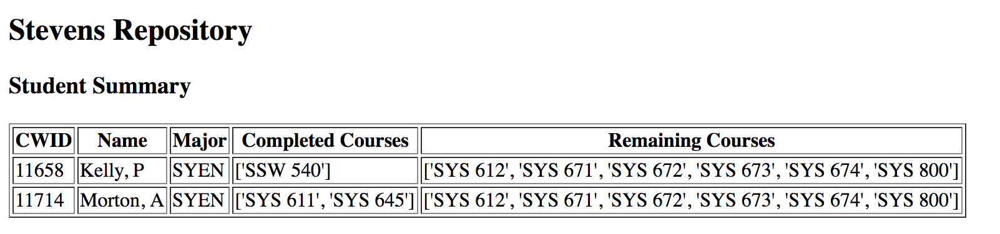 Stevens Repository
Student Summary
CWID Name Major Completed Courses Remaining Courses
11658 Kelly, P SYEN ['SSW 540'] ['SYS 612', 'SYS 671', 'SYS 672', 'SYS 673', 'SYS 674', 'SYS 800']
11714 Morton, A SYEN ['SYS 611', 'SYS 645'] ['SYS 612', 'SYS 671', 'SYS 672', 'SYS 673', 'SYS 674', 'SYS 800']